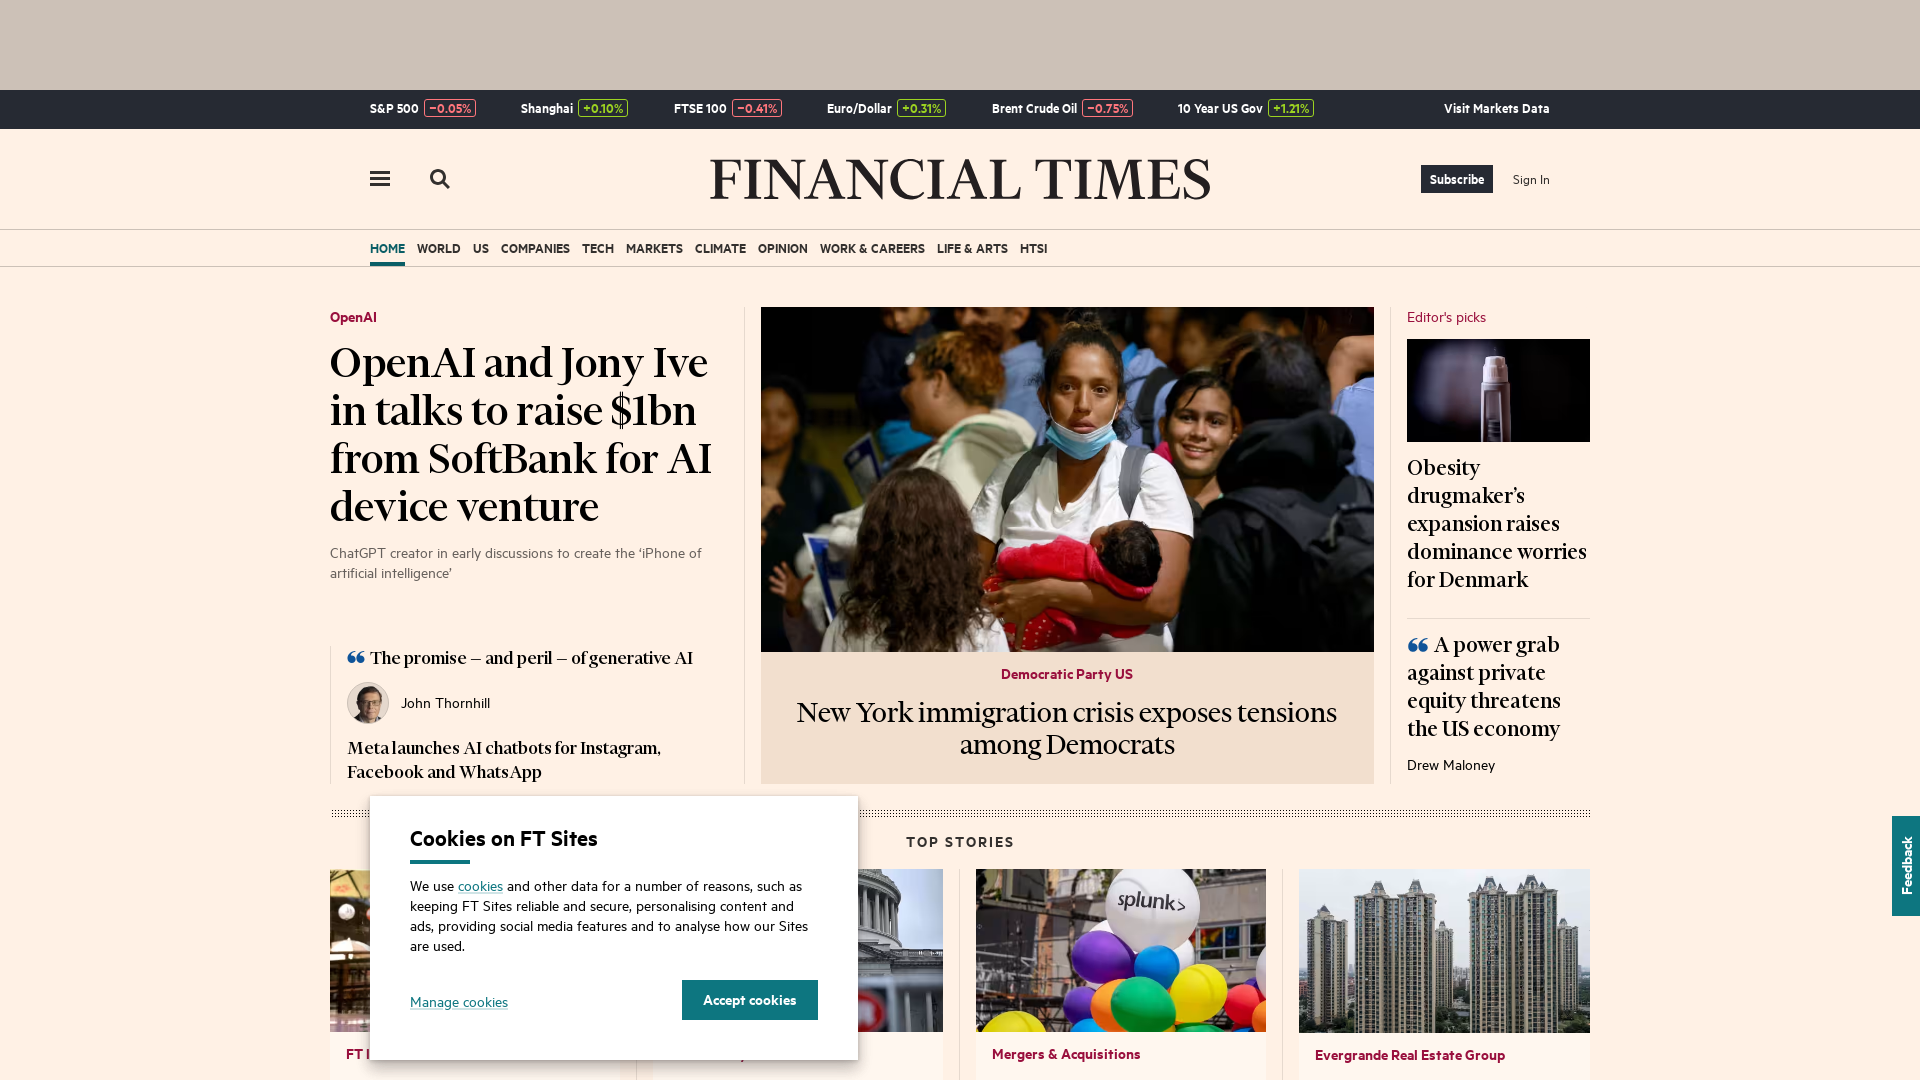 S&P 500 −0.05% Shanghai +0.10% FTSE 100 −0.41% Euro/Dollar +0.31% Brent Crude Oil −0.75% 10 Year US Gov +1.21% Visit Markets Data
FINANCIAL TIMES
Subscribe Sign In
HOME WORLD US COMPANIES TECH MARKETS CLIMATE OPINION WORK & CAREERS LIFE & ARTS HTSI
OpenAI
OpenAI and Jony Ive
in talks to raise $1bn
from SoftBank for AI
device venture
ChatGPT creator in early discussions to create the ‘iPhone of
artificial intelligence’
“ The promise – and peril – of generative AI
John Thornhill
Meta launches AI chatbots for Instagram,
Facebook and WhatsApp
Democratic Party US
New York immigration crisis exposes tensions
among Democrats
Editor's picks
Obesity
drugmaker’s
expansion raises
dominance worries
for Denmark
“ A power grab
against private
equity threatens
the US economy
Drew Maloney
Feedback
TOP STORIES
Cookies on FT Sites
We use cookies and other data for a number of reasons, such as
keeping FT Sites reliable and secure, personalising content and
ads, providing social media features and to analyse how our Sites
are used.
Manage cookies
Accept cookies
splunk>
FT
Mergers & Acquisitions
Evergrande Real Estate Group